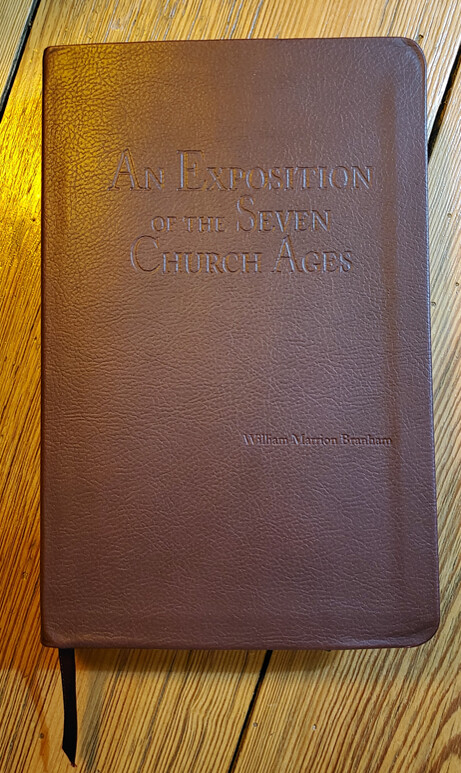 An Exposition
of the Seven
Church Ages
William Marrion Branham